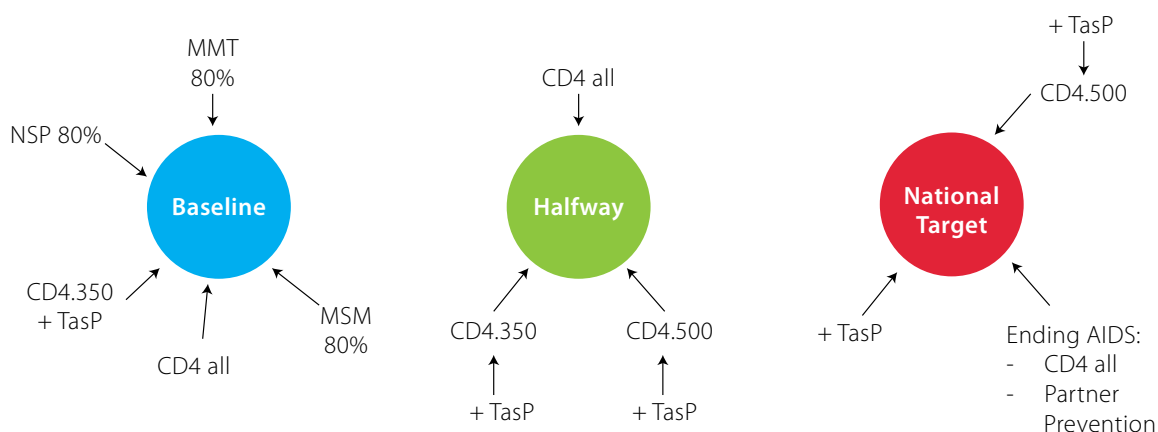 MMT
80%
NSP 80%
Baseline
CD4.350
+ TasP
CD4 all
MSM
80%
CD4 all
Halfway
CD4.350
+ TasP
CD4.500
+ TasP
+ TasP
CD4.500
National
Target
+ TasP
Ending AIDS:
- CD4 all
- Partner
Prevention